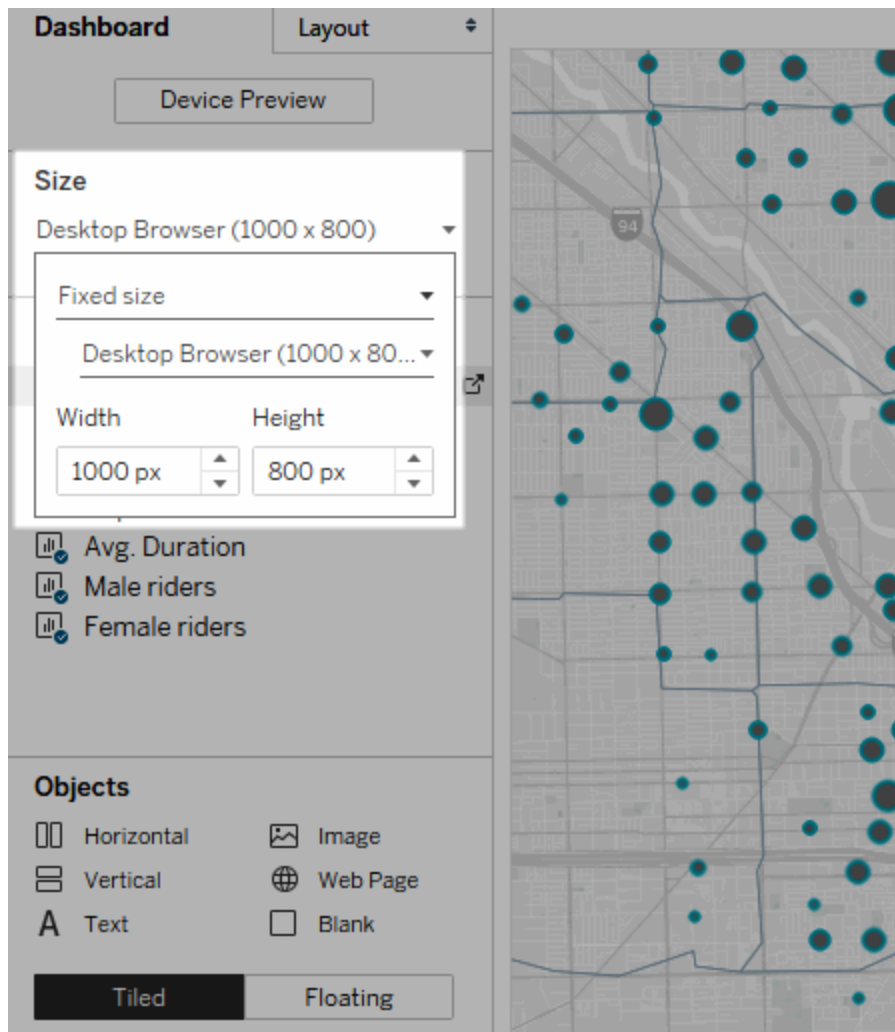 Dashboard
Layout
Device Preview
Size
Desktop Browser (1000 x 800)
Fixed size
Desktop Browser (1000 x 80...
Width Height
1000 px 800 px
Avg. Duration
Male riders
Female riders
Objects
Horizontal Image
Vertical Web Page
A Text Blank
Tiled Floating
94